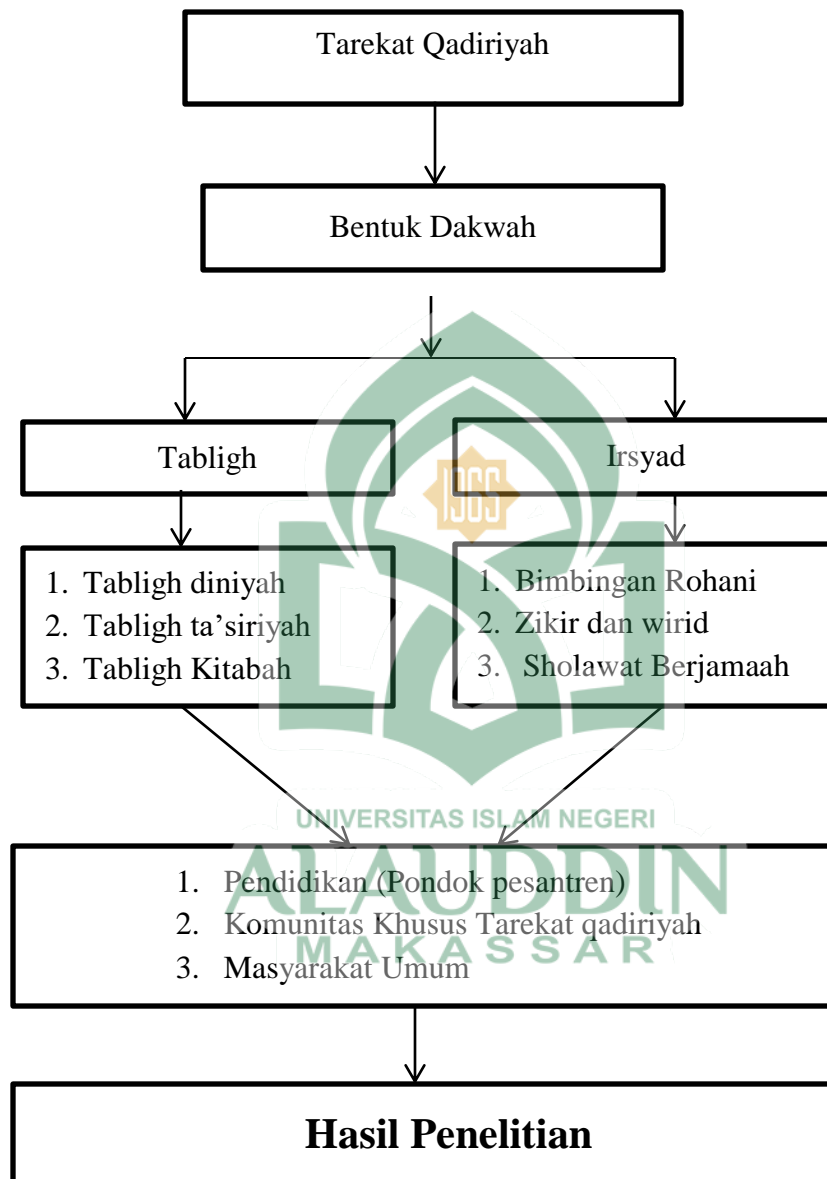 Tarekat Qadiriyah
Bentuk Dakwah
Tabligh
Irsyad
1. Tabligh diniyah
2. Tabligh ta’siriyah
3. Tabligh Kitabah
1. Bimbingan Rohani
2. Zikir dan wirid
3. Sholawat Berjamaah
1965
UNIVERSITAS ISLAM NEGERI
ALAUDDIN
MAKASSAR
1. Pendidikan (Pondok pesantren)
2. Komunitas Khusus Tarekat qadiriyah
3. Masyarakat Umum
Hasil Penelitian